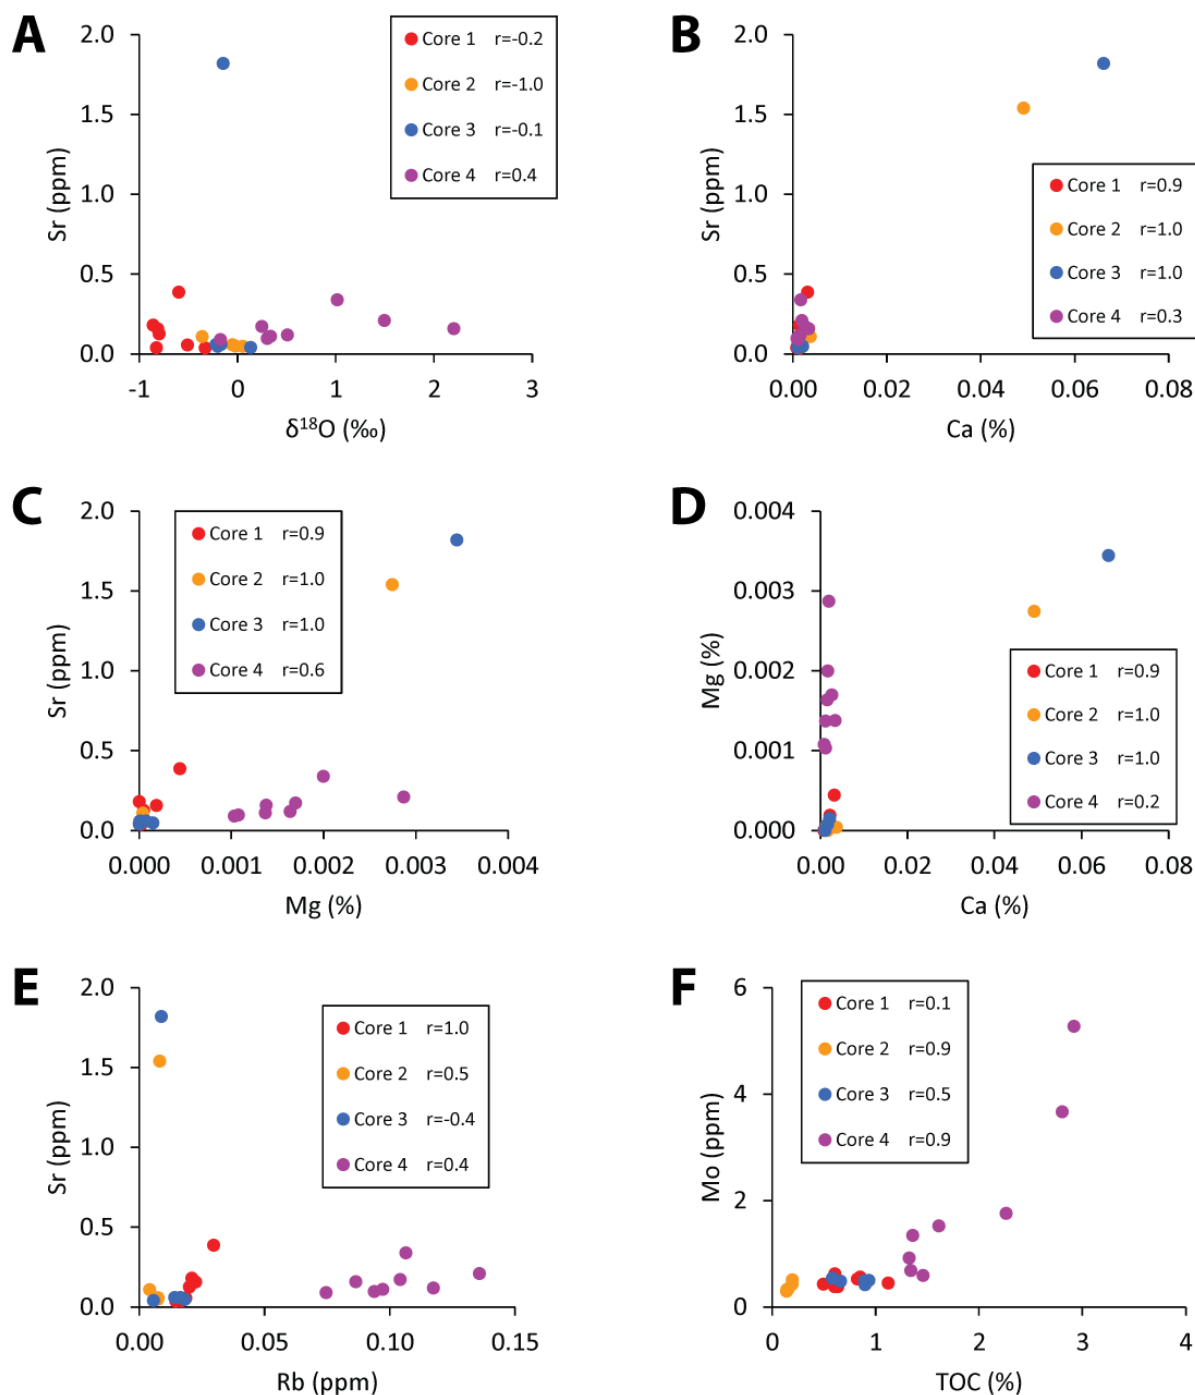 A
2.0
1.5
1.0
0.5
0.0
Sr (ppm)
-1 0 1 2 3
δ18O (‰)
Core 1 r=-0.2
Core 2 r=-1.0
Core 3 r=-0.1
Core 4 r=0.4
B
2.0
1.5
1.0
0.5
0.0
Sr (ppm)
0.00 0.02 0.04 0.06 0.08
Ca (%)
Core 1 r=0.9
Core 2 r=1.0
Core 3 r=1.0
Core 4 r=0.3
C
2.0
1.5
1.0
0.5
0.0
Sr (ppm)
0.000 0.001 0.002 0.003 0.004
Mg (%)
Core 1 r=0.9
Core 2 r=1.0
Core 3 r=1.0
Core 4 r=0.6
D
0.004
0.003
0.002
0.001
0.000
Mg (%)
0.00 0.02 0.04 0.06 0.08
Ca (%)
Core 1 r=0.9
Core 2 r=1.0
Core 3 r=1.0
Core 4 r=0.2
E
2.0
1.5
1.0
0.5
0.0
Sr (ppm)
0.00 0.05 0.10 0.15
Rb (ppm)
Core 1 r=1.0
Core 2 r=0.5
Core 3 r=-0.4
Core 4 r=0.4
F
6
4
2
0
Mo (ppm)
0 1 2 3 4
TOC (%)
Core 1 r=0.1
Core 2 r=0.9
Core 3 r=0.5
Core 4 r=0.9